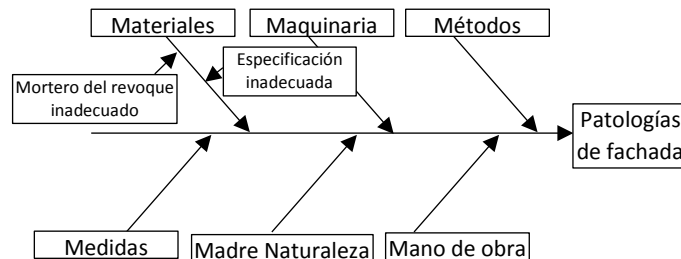 Materiales
Maquinaria
Métodos
Mortero del revoque
inadecuado
Especificación
inadecuada
Patologías
de fachada
Medidas
Madre Naturaleza
Mano de obra